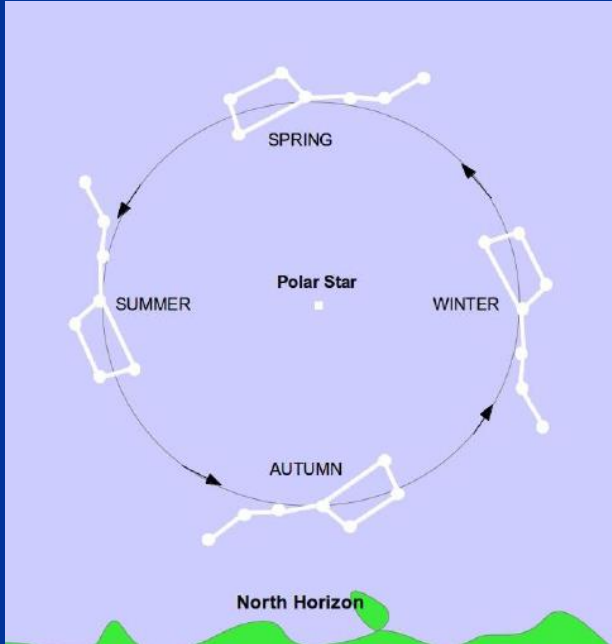 SPRING
Polar Star
SUMMER
WINTER
AUTUMN
North Horizon